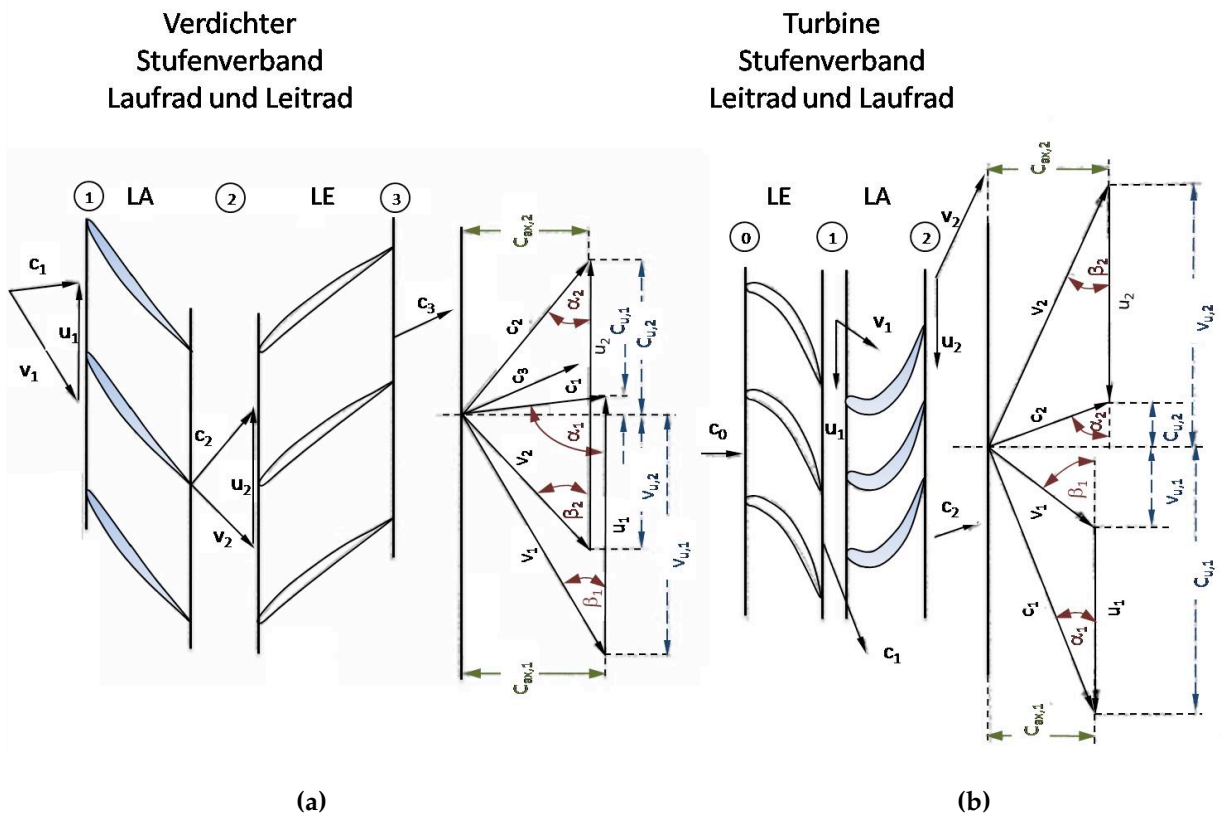 Verdichter
Stufenverband
Laufrad und Leitrad
1 LA 2 LE 3
c1
u1
v1
c2
u2
v2
c3
Cax,2
α2
c2
u2
Cu,1
Cu,2
c3
c1
α1
v2
β2
u1
Vu,2
v1
β1
Vu,1
Cax,1
(a)
Turbine
Stufenverband
Leitrad und Laufrad
LE LA
0 1 2
v2
v1
u2
u1
c0
c2
c1
Cax,2
β2
v2
u2
Vu,2
c2
α2
Cu,2
β1
v1
Vu,1
c1
u1
α1
Cu,1
Cax,1
(b)